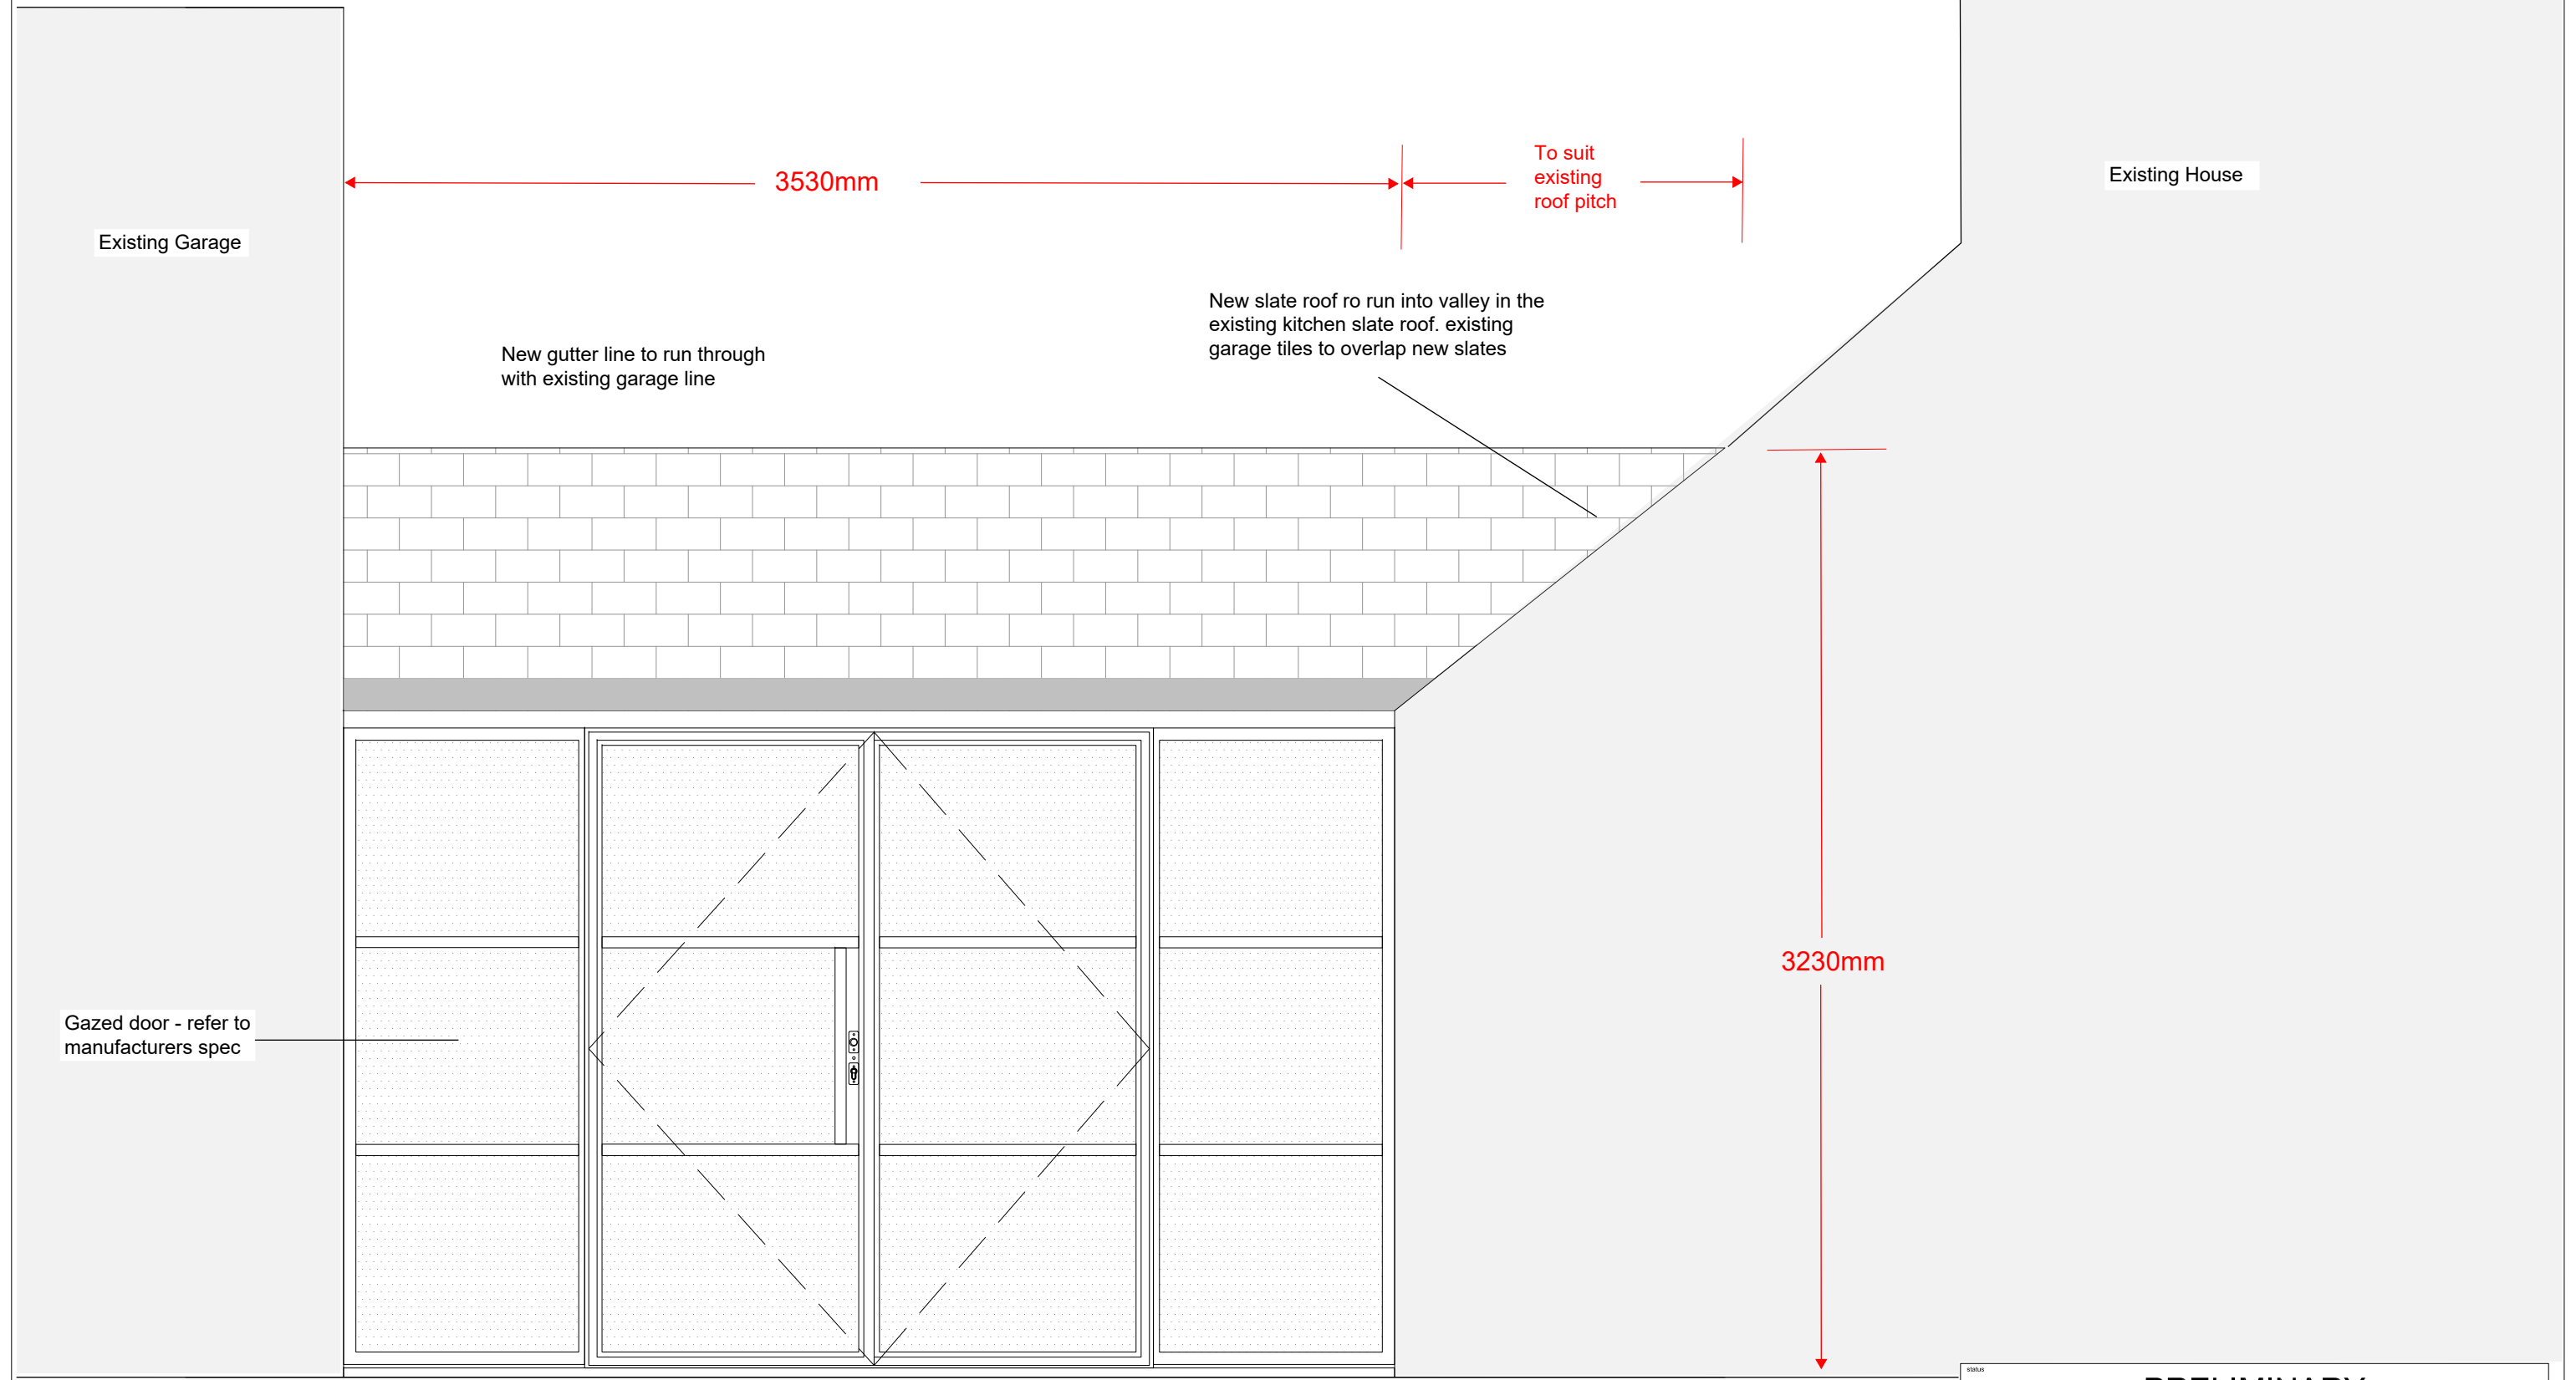 3530mm
To suit
existing
roof pitch
Existing House
Existing Garage
New slate roof ro run into valley in the
existing kitchen slate roof. existing
garage tiles to overlap new slates
New gutter line to run through
with existing garage line
3230mm
Gazed door - refer to
manufacturers spec
status
PRELIMINARY